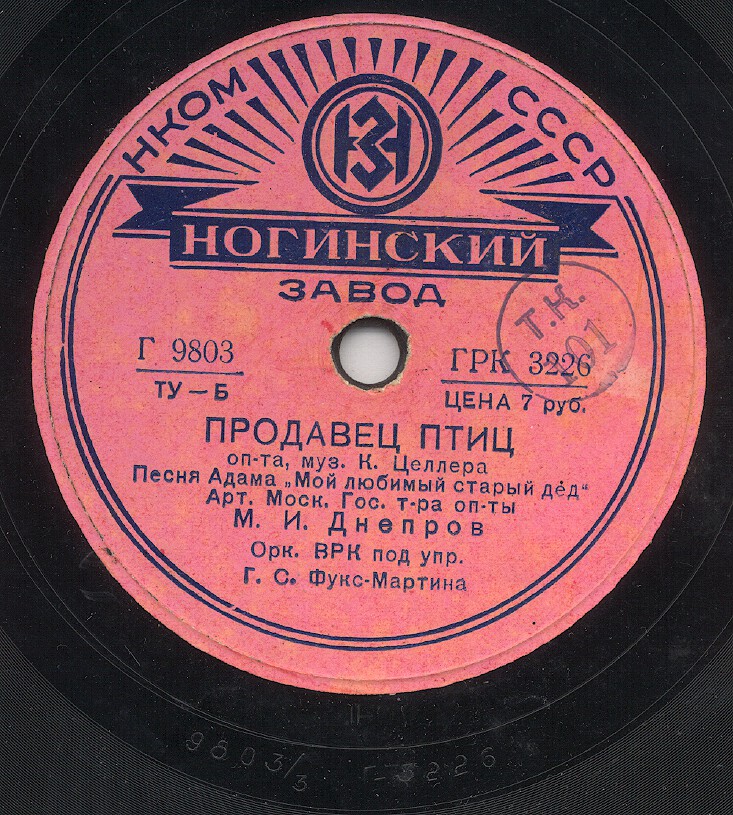 НКОМ СССР
НЗН
НОГИНСКИЙ
ЗАВОД
Г 9803
ТУ—Б
ГРК 3226
ЦЕНА 7 руб.
Т.К.
101
ПРОДАВЕЦ ПТИЦ
оп-та, муз. К. Целлера
Песня Адама „Мой любимый старый дед“
Арт. Моск. Гос. т-ра оп-ты
М. И. Днепров
Орк. ВРК под упр.
Г. С. Фукс-Мартина
9803/3 Г-3226